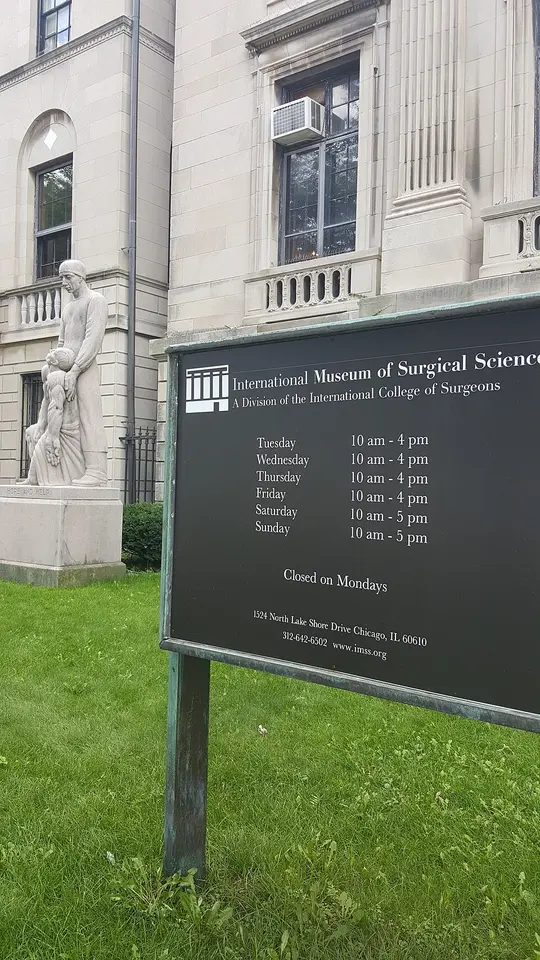 International Museum of Surgical Science
A Division of the International College of Surgeons
Tuesday 10 am - 4 pm
Wednesday 10 am - 4 pm
Thursday 10 am - 4 pm
Friday 10 am - 4 pm
Saturday 10 am - 5 pm
Sunday 10 am - 5 pm
Closed on Mondays
1524 North Lake Shore Drive Chicago, IL 60610
312-642-6502 www.imss.org